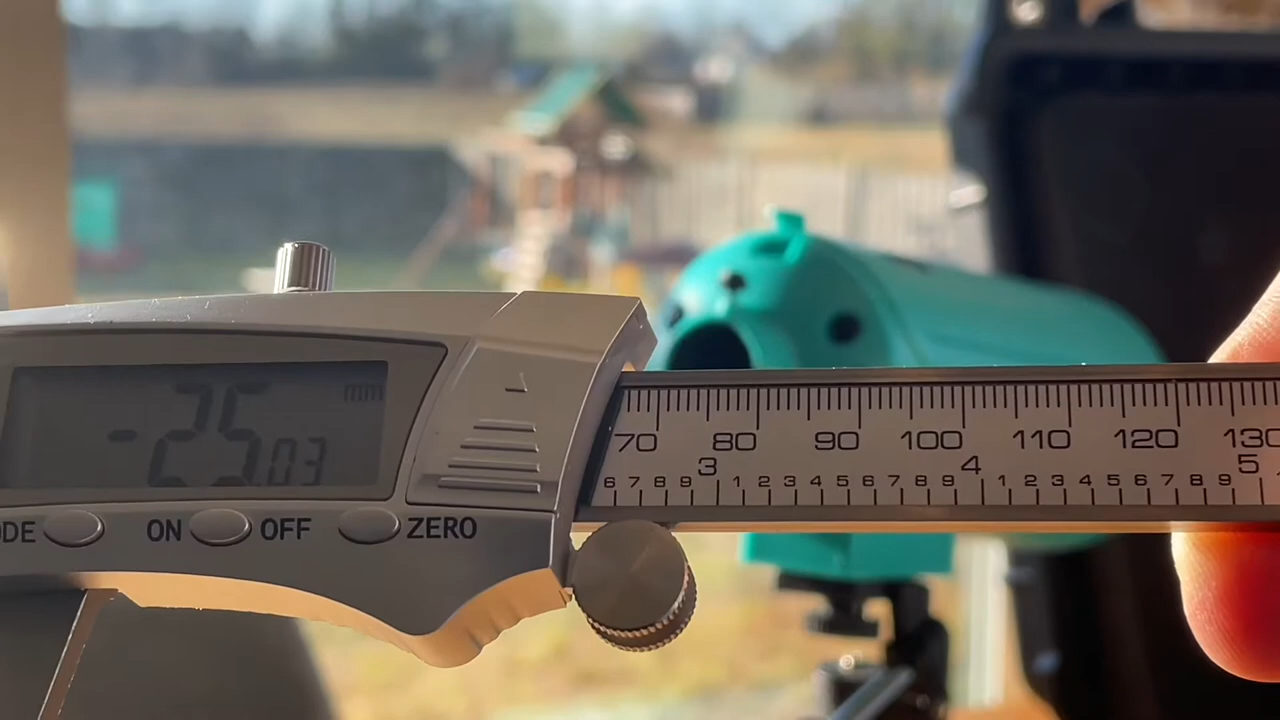 mm
-25.03
ODE ON OFF ZERO
70 80 90 100 110 120 130
3 4 5
6 7 8 9 1 2 3 4 5 6 7 8 9 1 2 3 4 5 6 7 8 9